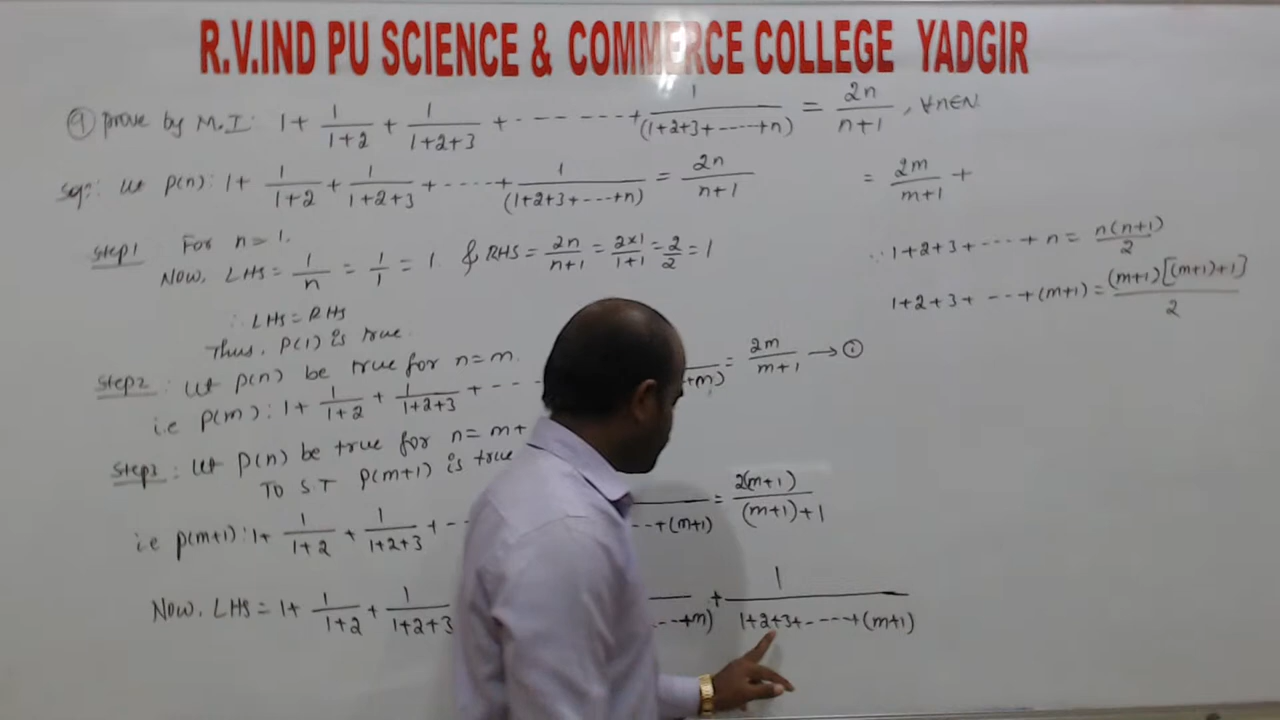 R.V.IND PU SCIENCE & COMMERCE COLLEGE YADGIR
⑨ prove by M.I: 1 + 1/(1+2) + 1/(1+2+3) + ------- + 1/(1+2+3+-----+n) = 2n/(n+1), ∀n∈N
Let p(n): 1 + 1/(1+2) + 1/(1+2+3) + ---- + 1/(1+2+3+---+n) = 2n/(n+1)
Step1 For n=1.
Now, LHS = 1/n = 1/1 = 1. & RHS = 2n/(n+1) = (2×1)/(1+1) = 2/2 = 1
∴ LHS = RHS
Thus, P(1) is true.
Step2: Let p(n) be true for n=m.
i.e p(m): 1 + 1/(1+2) + 1/(1+2+3) + --- +m) = 2m/(m+1) → ①
Step3: Let p(n) be true for n=m+
TO S.T p(m+1) is true
i.e p(m+1): 1 + 1/(1+2) + 1/(1+2+3) + -- --+(m+1) = 2(m+1)/((m+1)+1)
Now, LHS = 1 + 1/(1+2) + 1/(1+2+3) ---+m) + 1/(1+2+3+-----+(m+1))
= 2m/(m+1) +
∵ 1+2+3+----+n = n(n+1)/2
1+2+3+---+(m+1) = (m+1)[(m+1)+1]/2